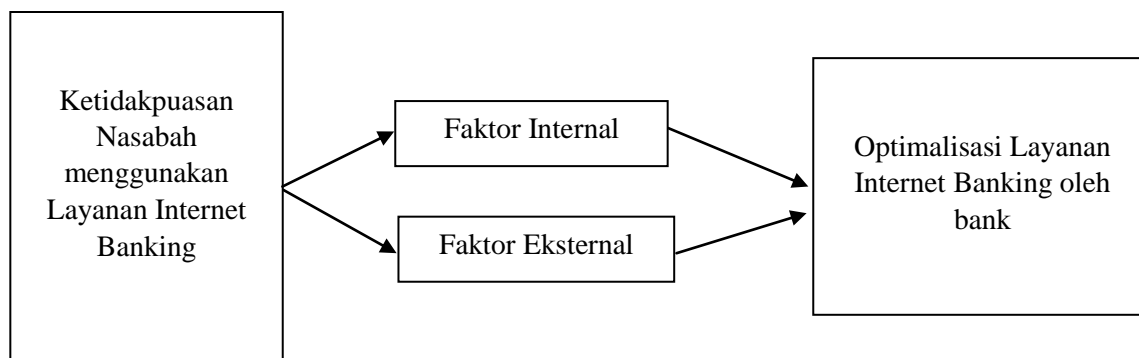 Ketidakpuasan
Nasabah
menggunakan
Layanan Internet
Banking
Faktor Internal
Faktor Eksternal
Optimalisasi Layanan
Internet Banking oleh
bank